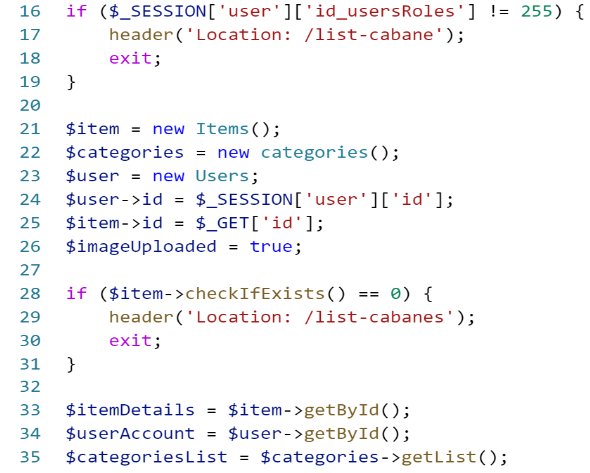 16 if ($_SESSION['user']['id_usersRoles'] != 255) {
17     header('Location: /list-cabane');
18     exit;
19 }
20
21 $item = new Items();
22 $categories = new categories();
23 $user = new Users;
24 $user->id = $_SESSION['user']['id'];
25 $item->id = $_GET['id'];
26 $imageUploaded = true;
27
28 if ($item->checkIfExists() == 0) {
29     header('Location: /list-cabanes');
30     exit;
31 }
32
33 $itemDetails = $item->getById();
34 $userAccount = $user->getById();
35 $categoriesList = $categories->getList();